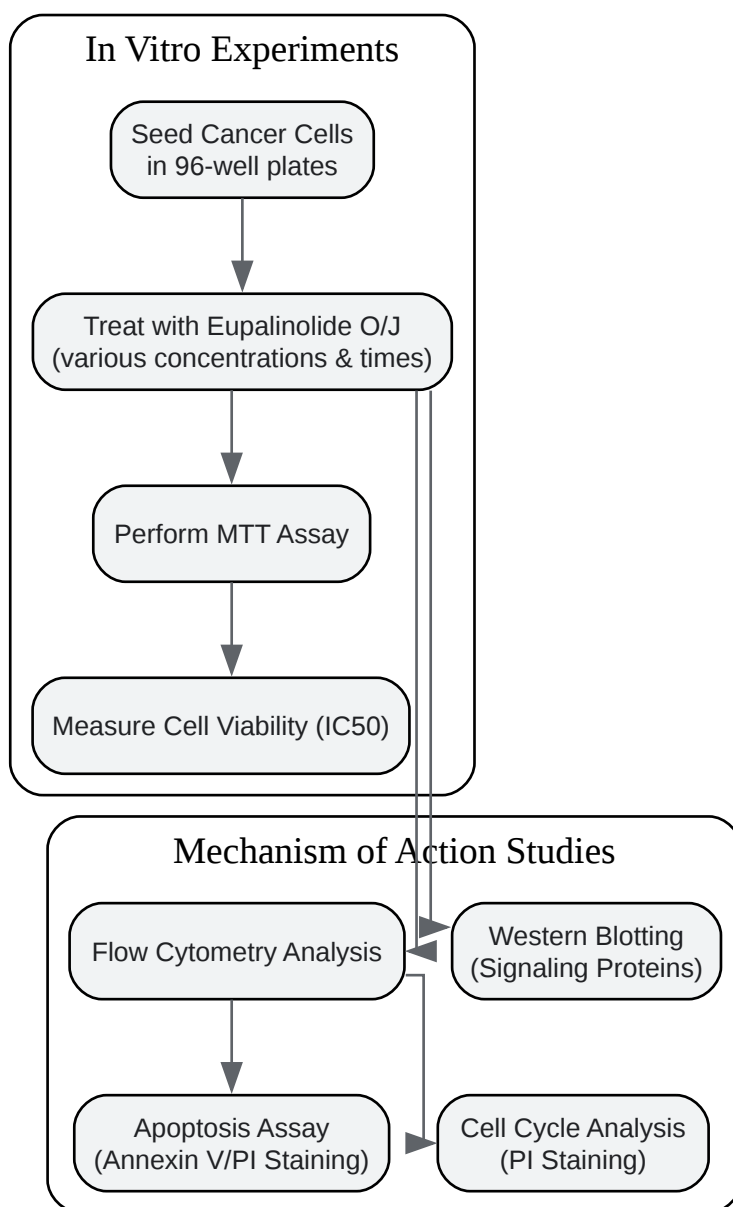 In Vitro Experiments
Seed Cancer Cells
in 96-well plates
Treat with Eupalinolide O/J
(various concentrations & times)
Perform MTT Assay
Measure Cell Viability (IC50)
Mechanism of Action Studies
Flow Cytometry Analysis
Western Blotting
(Signaling Proteins)
Apoptosis Assay
(Annexin V/PI Staining)
Cell Cycle Analysis
(PI Staining)